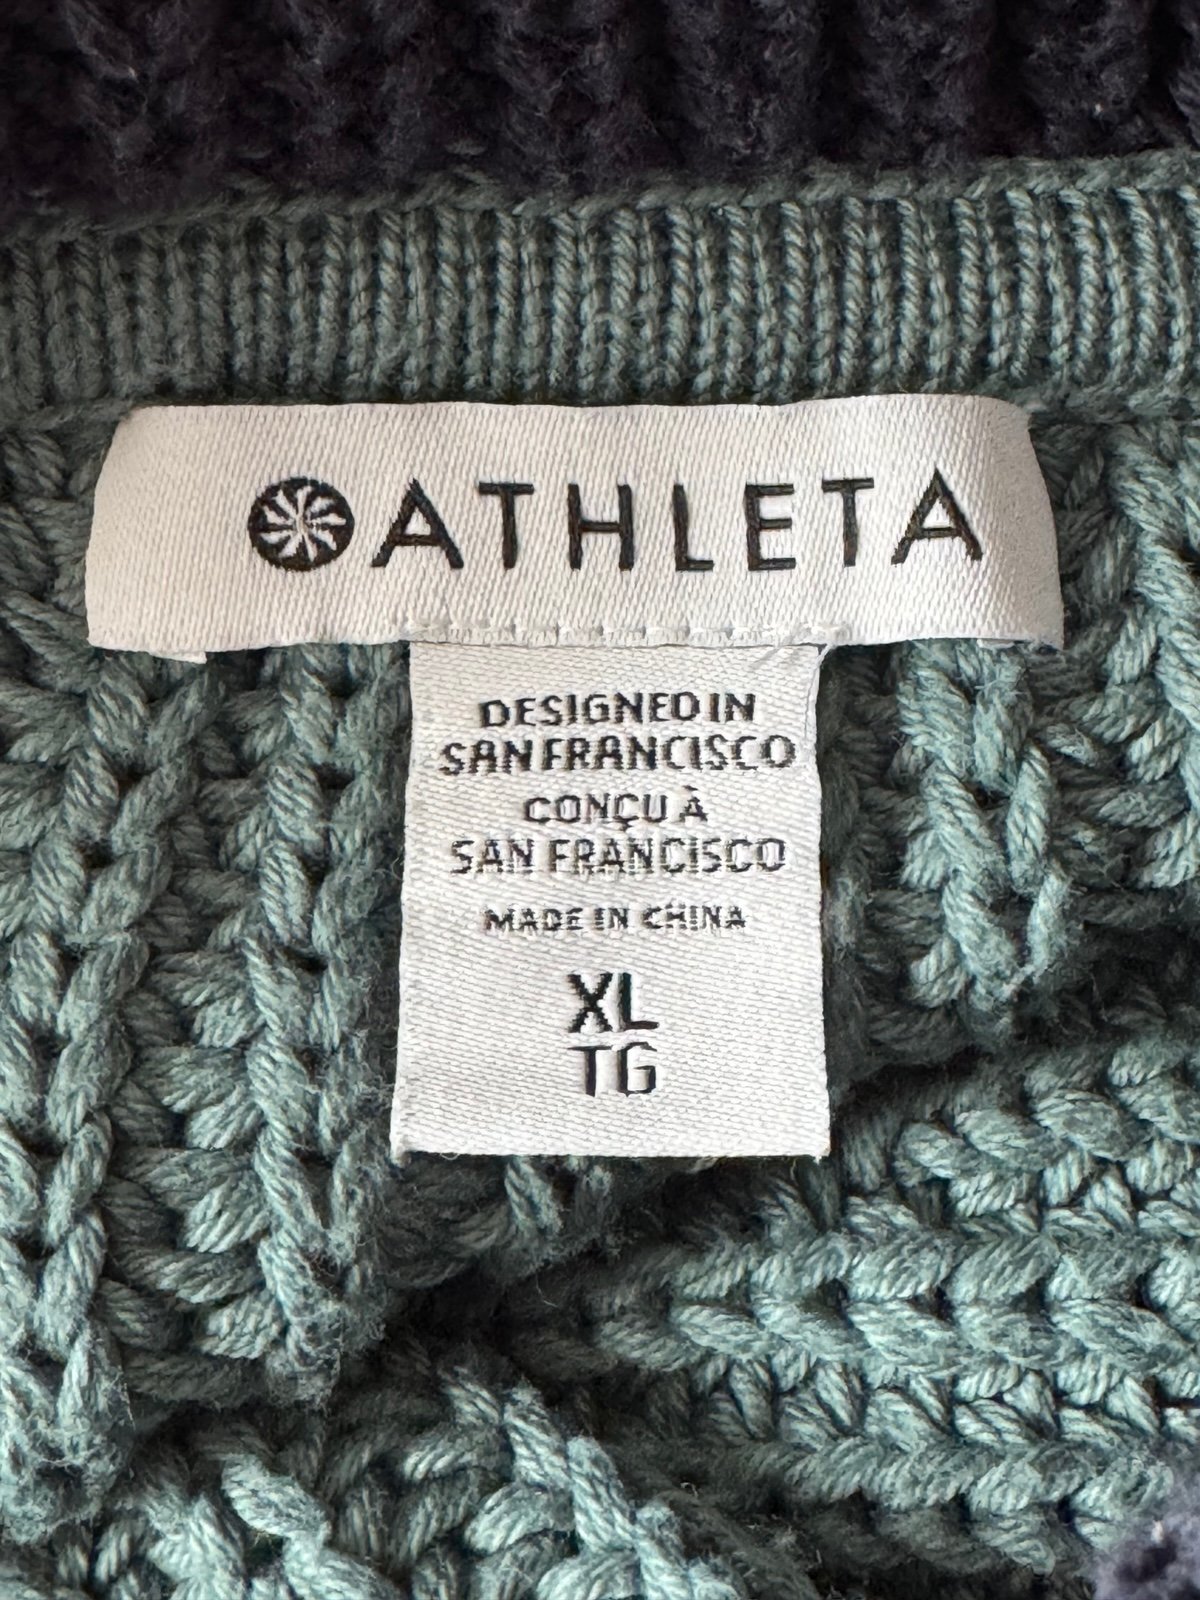 ATHLETA
DESIGNED IN
SAN FRANCISCO
CONÇU À
SAN FRANCISCO
MADE IN CHINA
XL
TG